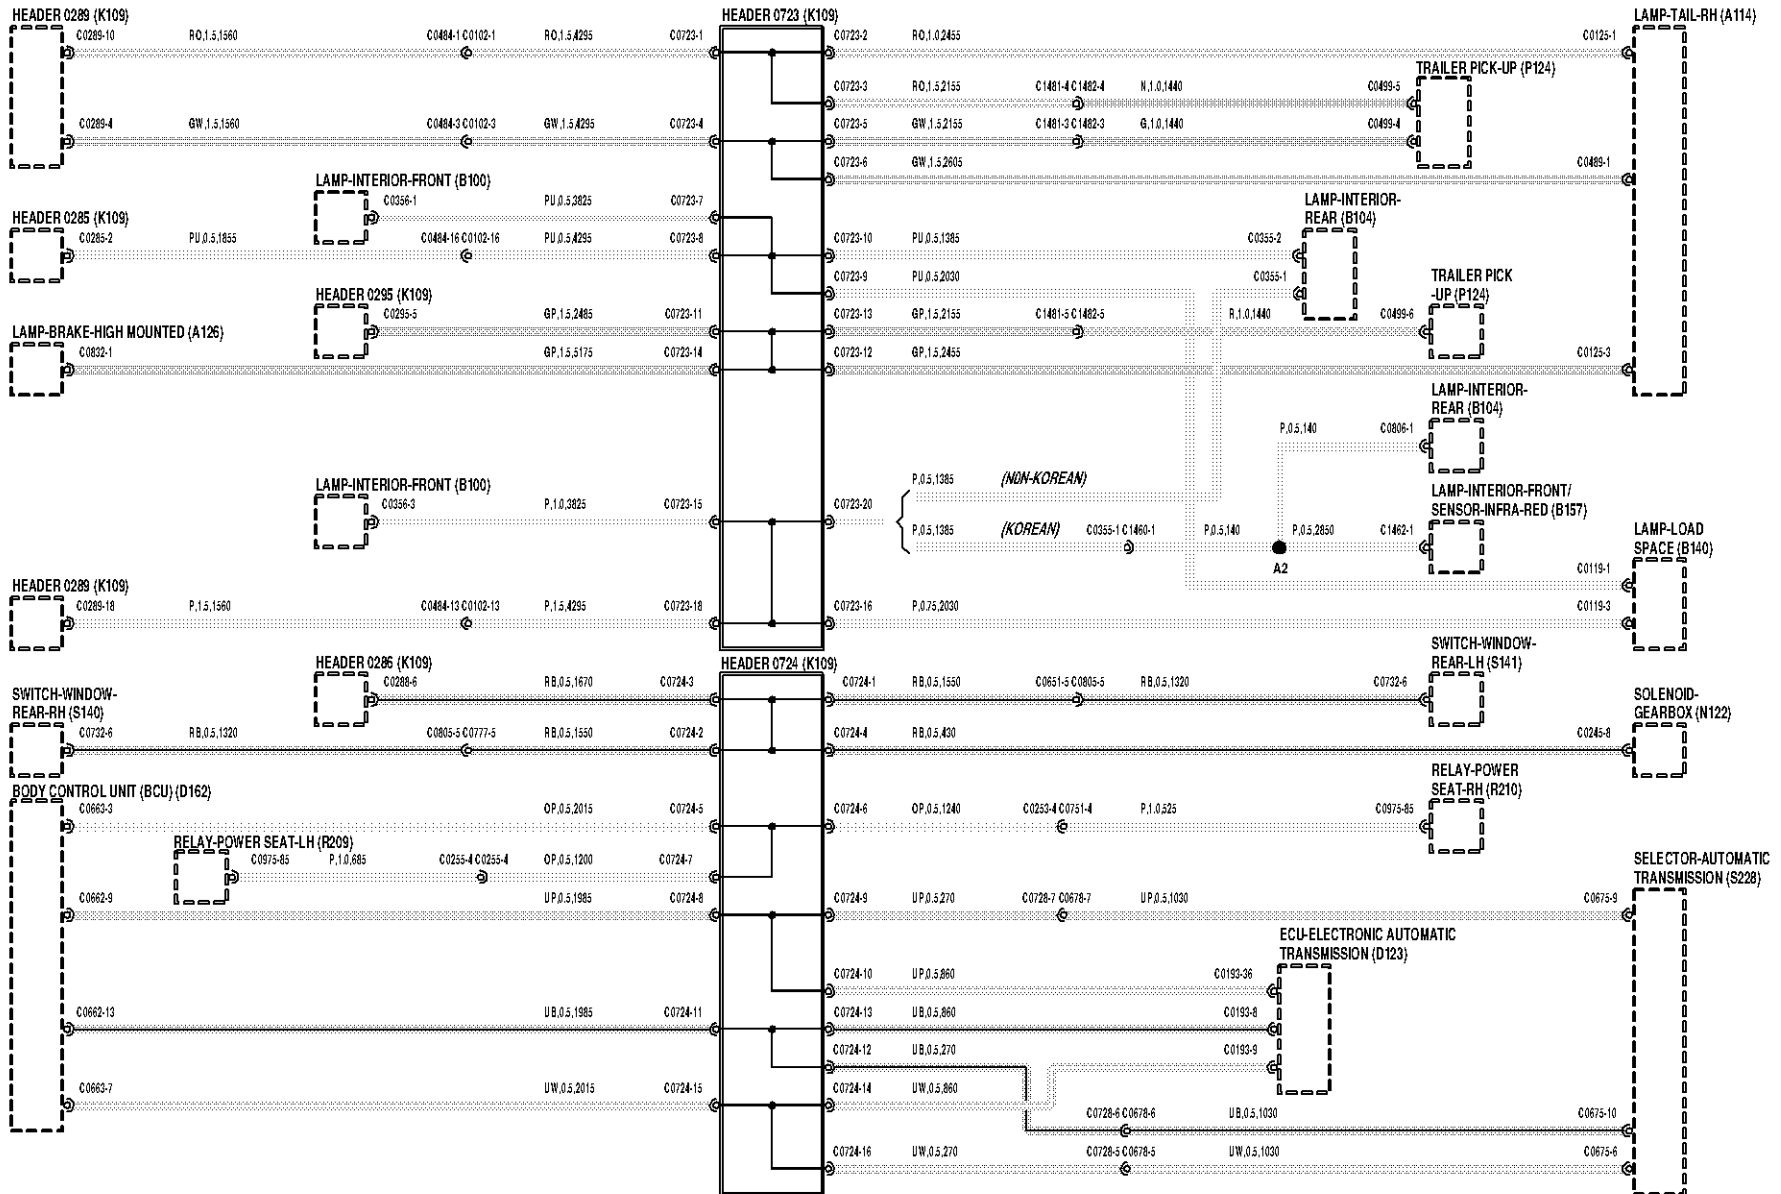 HEADER 0289 (K109)
HEADER 0723 (K109)
LAMP-TAIL-RH (A114)
C0289-10 RO,1.5,1560 C0484-1 C0102-1 RO,1.5,4295 C0723-1
C0723-2 RO,1.0,2455 C0125-1
TRAILER PICK-UP (P124)
C0723-3 RO,1.5,2155 C1481-4 C1482-4 N,1.0,1440 C0499-5
C0289-4 GW,1.5,1560 C0484-3 C0102-3 GW,1.5,4295 C0723-4
C0723-5 GW,1.5,2155 C1481-3 C1482-3 G,1.0,1440 C0499-4
C0723-6 GW,1.5,2605 C0489-1
LAMP-INTERIOR-FRONT (B100)
C0356-1 PU,0.5,3825 C0723-7
LAMP-INTERIOR-
REAR (B104)
HEADER 0285 (K109)
C0285-2 PU,0.5,1855 C0484-16 C0102-16 PU,0.5,4295 C0723-8
C0723-10 PU,0.5,1385 C0355-2
C0723-9 PU,0.5,2030 C0355-1
TRAILER PICK
-UP (P124)
HEADER 0295 (K109)
C0295-5 GP,1.5,2485 C0723-11
C0723-13 GP,1.5,2155 C1481-5 C1482-5 R,1.0,1440 C0499-6
LAMP-BRAKE-HIGH MOUNTED (A126)
C0832-1 GP,1.5,5175 C0723-14
C0723-12 GP,1.5,2455 C0125-3
LAMP-INTERIOR-
REAR (B104)
P,0.5,140 C0806-1
LAMP-INTERIOR-FRONT (B100)
C0356-3 P,1.0,3825 C0723-15
C0723-20
P,0.5,1385 (NON-KOREAN)
LAMP-INTERIOR-FRONT/
SENSOR-INFRA-RED (B157)
P,0.5,1385 (KOREAN) C0355-1 C1460-1 P,0.5,140 P,0.5,2850 C1462-1
A2
LAMP-LOAD
SPACE (B140)
C0119-1
HEADER 0289 (K109)
C0289-18 P,1.5,1560 C0484-13 C0102-13 P,1.5,4295 C0723-18
C0723-16 P,0.75,2030 C0119-3
HEADER 0286 (K109)
HEADER 0724 (K109)
SWITCH-WINDOW-
REAR-LH (S141)
C0288-6 RB,0.5,1670 C0724-3
C0724-1 RB,0.5,1550 C0651-5 C0805-5 RB,0.5,1320 C0732-6
SWITCH-WINDOW-
REAR-RH (S140)
SOLENOID-
GEARBOX (N122)
C0732-6 RB,0.5,1320 C0805-5 C0777-5 RB,0.5,1550 C0724-2
C0724-4 RB,0.5,430 C0245-8
RELAY-POWER
SEAT-RH (R210)
BODY CONTROL UNIT (BCU) (D162)
C0663-3 OP,0.5,2015 C0724-5
C0724-6 OP,0.5,1240 C0253-4 C0751-4 P,1.0,525 C0975-85
RELAY-POWER SEAT-LH (R209)
C0975-85 P,1.0,685 C0255-4 C0255-4 OP,0.5,1200 C0724-7
SELECTOR-AUTOMATIC
TRANSMISSION (S228)
C0662-9 UP,0.5,1985 C0724-8
C0724-9 UP,0.5,270 C0728-7 C0678-7 UP,0.5,1030 C0675-9
ECU-ELECTRONIC AUTOMATIC
TRANSMISSION (D123)
C0724-10 UP,0.5,860 C0193-36
C0662-13 UB,0.5,1985 C0724-11
C0724-13 UB,0.5,860 C0193-8
C0724-12 UB,0.5,270 C0193-9
C0663-7 UW,0.5,2015 C0724-15
C0724-14 UW,0.5,860
C0728-6 C0678-6 UB,0.5,1030 C0675-10
C0724-16 UW,0.5,270 C0728-5 C0678-5 UW,0.5,1030 C0675-6